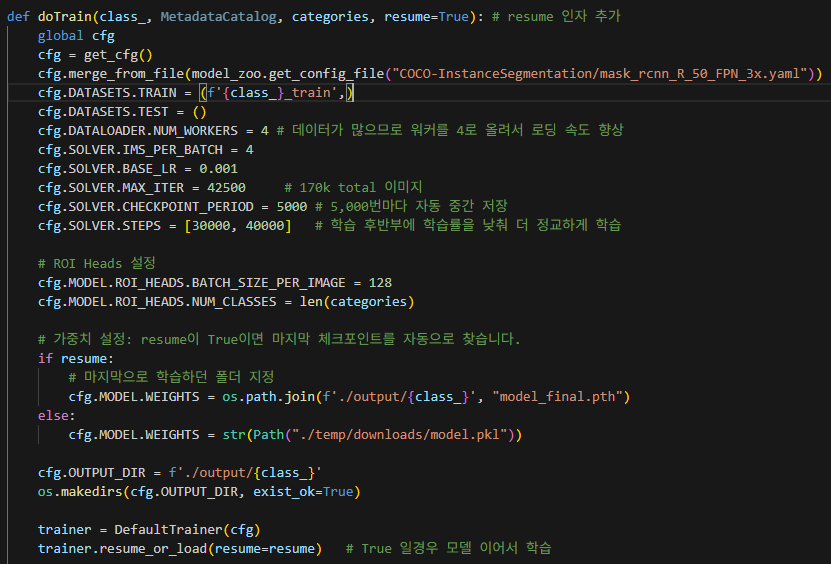 def doTrain(class_, MetadataCatalog, categories, resume=True): # resume 인자 추가
global cfg
cfg = get_cfg()
cfg.merge_from_file(model_zoo.get_config_file("COCO-InstanceSegmentation/mask_rcnn_R_50_FPN_3x.yaml"))
cfg.DATASETS.TRAIN = (f'{class_}_train',)
cfg.DATASETS.TEST = ()
cfg.DATALOADER.NUM_WORKERS = 4 # 데이터가 많으므로 워커를 4로 올려서 로딩 속도 향상
cfg.SOLVER.IMS_PER_BATCH = 4
cfg.SOLVER.BASE_LR = 0.001
cfg.SOLVER.MAX_ITER = 42500     # 170k total 이미지
cfg.SOLVER.CHECKPOINT_PERIOD = 5000 # 5,000번마다 자동 중간 저장
cfg.SOLVER.STEPS = [30000, 40000]   # 학습 후반부에 학습률을 낮춰 더 정교하게 학습
# ROI Heads 설정
cfg.MODEL.ROI_HEADS.BATCH_SIZE_PER_IMAGE = 128
cfg.MODEL.ROI_HEADS.NUM_CLASSES = len(categories)
# 가중치 설정: resume이 True이면 마지막 체크포인트를 자동으로 찾습니다.
if resume:
# 마지막으로 학습하던 폴더 지정
cfg.MODEL.WEIGHTS = os.path.join(f'./output/{class_}', "model_final.pth")
else:
cfg.MODEL.WEIGHTS = str(Path("./temp/downloads/model.pkl"))
cfg.OUTPUT_DIR = f'./output/{class_}'
os.makedirs(cfg.OUTPUT_DIR, exist_ok=True)
trainer = DefaultTrainer(cfg)
trainer.resume_or_load(resume=resume)   # True 일경우 모델 이어서 학습